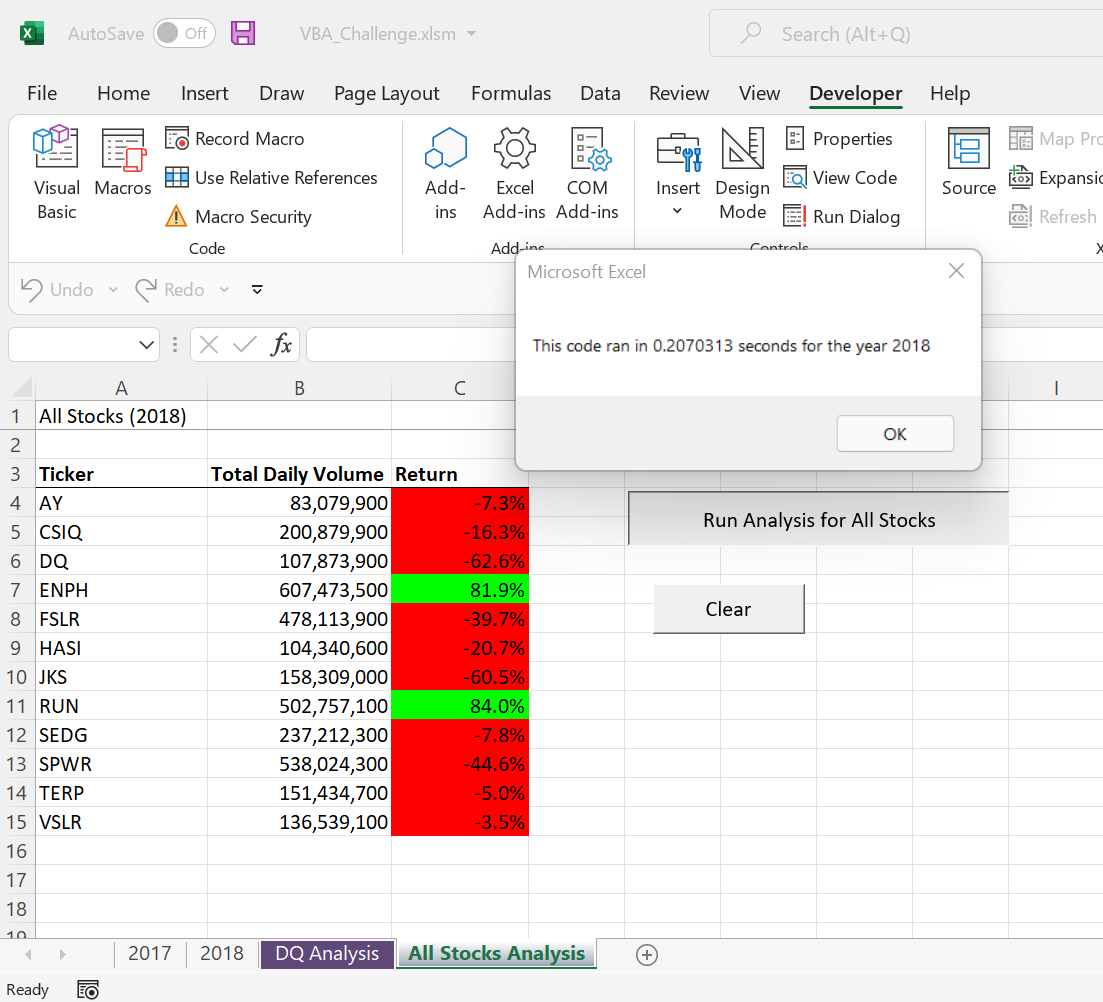 AutoSave Off VBA_Challenge.xlsm Search (Alt+Q)
File Home Insert Draw Page Layout Formulas Data Review View Developer Help
Visual Basic
Macros
Record Macro
Use Relative References
Macro Security
Code
Add-ins
Excel Add-ins
COM Add-ins
Add-ins
Insert
Design Mode
Properties
View Code
Run Dialog
Controls
Source
Map Pro
Expansio
Refresh
X
Undo Redo
fx
Microsoft Excel
This code ran in 0.2070313 seconds for the year 2018
OK
A B C I
1 All Stocks (2018)
2
3 Ticker Total Daily Volume Return
4 AY 83,079,900 -7.3%
5 CSIQ 200,879,900 -16.3%
6 DQ 107,873,900 -62.6%
7 ENPH 607,473,500 81.9%
8 FSLR 478,113,900 -39.7%
9 HASI 104,340,600 -20.7%
10 JKS 158,309,000 -60.5%
11 RUN 502,757,100 84.0%
12 SEDG 237,212,300 -7.8%
13 SPWR 538,024,300 -44.6%
14 TERP 151,434,700 -5.0%
15 VSLR 136,539,100 -3.5%
16
17
18
19
Run Analysis for All Stocks
Clear
2017 2018 DQ Analysis All Stocks Analysis
Ready